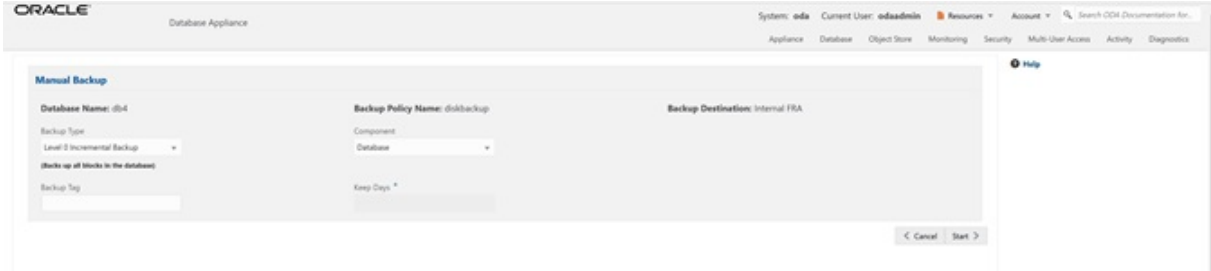 ORACLE
Database Appliance
System: oda Current User: odaadmin Resources Account Search ODA Documentation for...
Appliance Database Object Store Monitoring Security Multi-User Access Activity Diagnostics
Help
Manual Backup
Database Name: db4 Backup Policy Name: diskbackup Backup Destination: Internal FRA
Backup Type Component
Level 0 Incremental Backup Database
(Backs up all blocks in the database)
Backup Tag Keep Days *
< Cancel Start >